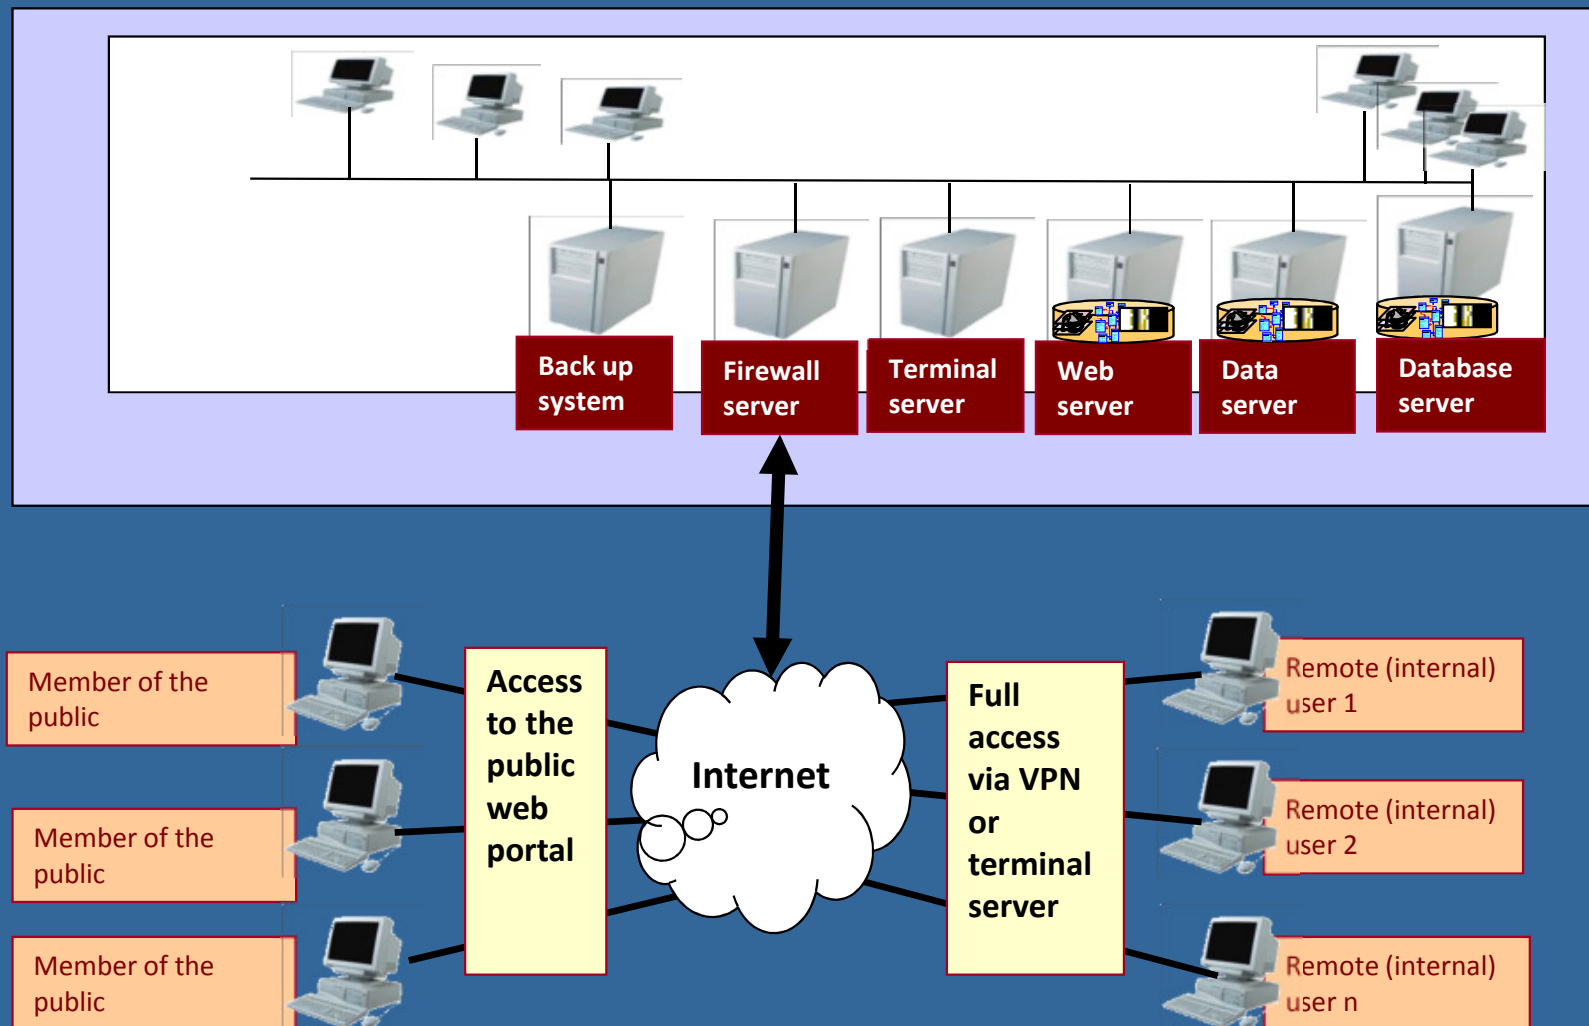 Back up
system
Firewall
server
Terminal
server
Web
server
Data
server
Database
server
Member of the
public
Member of the
public
Member of the
public
Access
to the
public
web
portal
Internet
Full
access
via VPN
or
terminal
server
Remote (internal)
user 1
Remote (internal)
user 2
Remote (internal)
user n